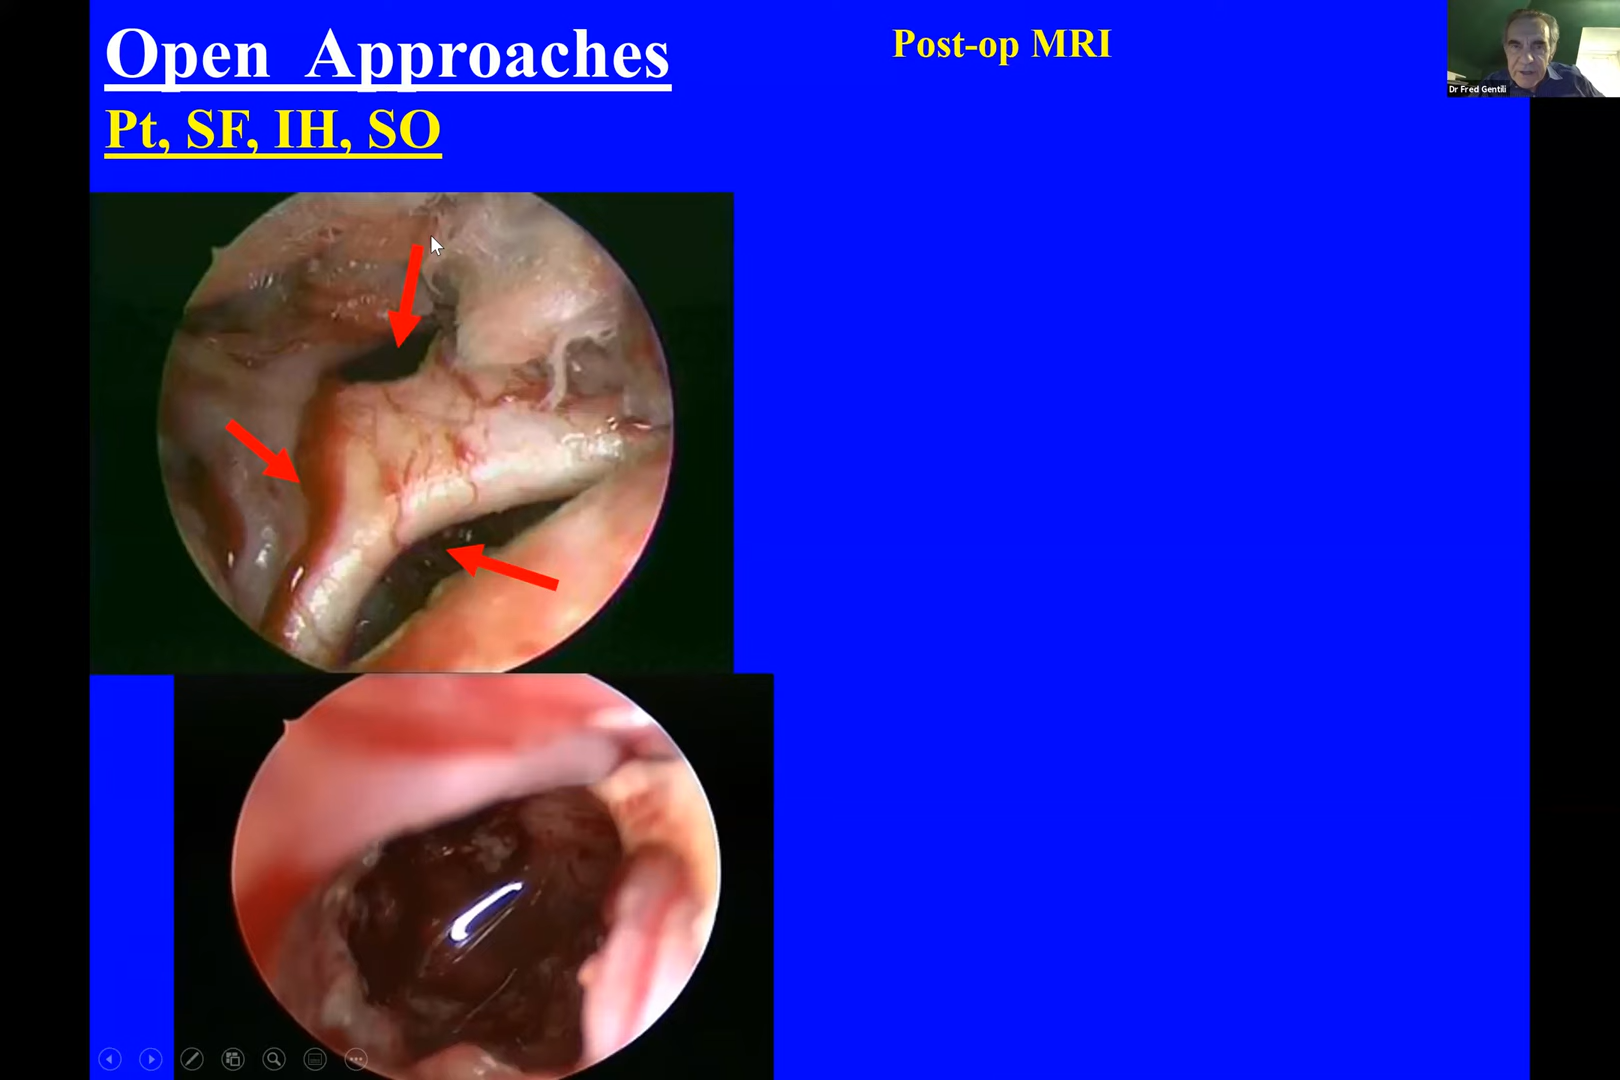 Open Approaches
Pt, SF, IH, SO
Post-op MRI
Dr Fred Gentili